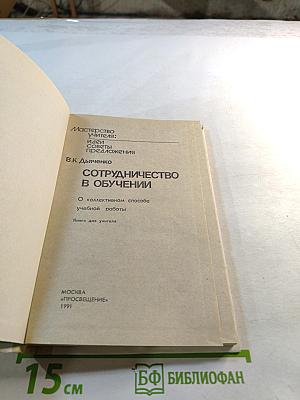 Мастерство
учителя:
идеи
советы
предложения
В.К. Дьяченко
СОТРУДНИЧЕСТВО
В ОБУЧЕНИИ
О коллективном способе
учебной работы
Книга для учителя
МОСКВА
«ПРОСВЕЩЕНИЕ»
1991
15 см
БФ БИБЛИОФАН